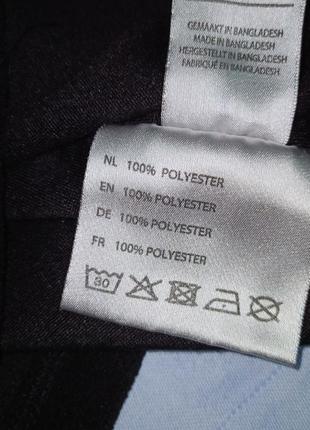 GEMAAKT IN BANGLADESH
MADE IN BANGLADESH
HERGESTELLT IN BANGLADESH
FABRIQUÉ EN BANGLADESH
NL 100% POLYESTER
EN 100% POLYESTER
DE 100% POLYESTER
FR 100% POLYESTER
30